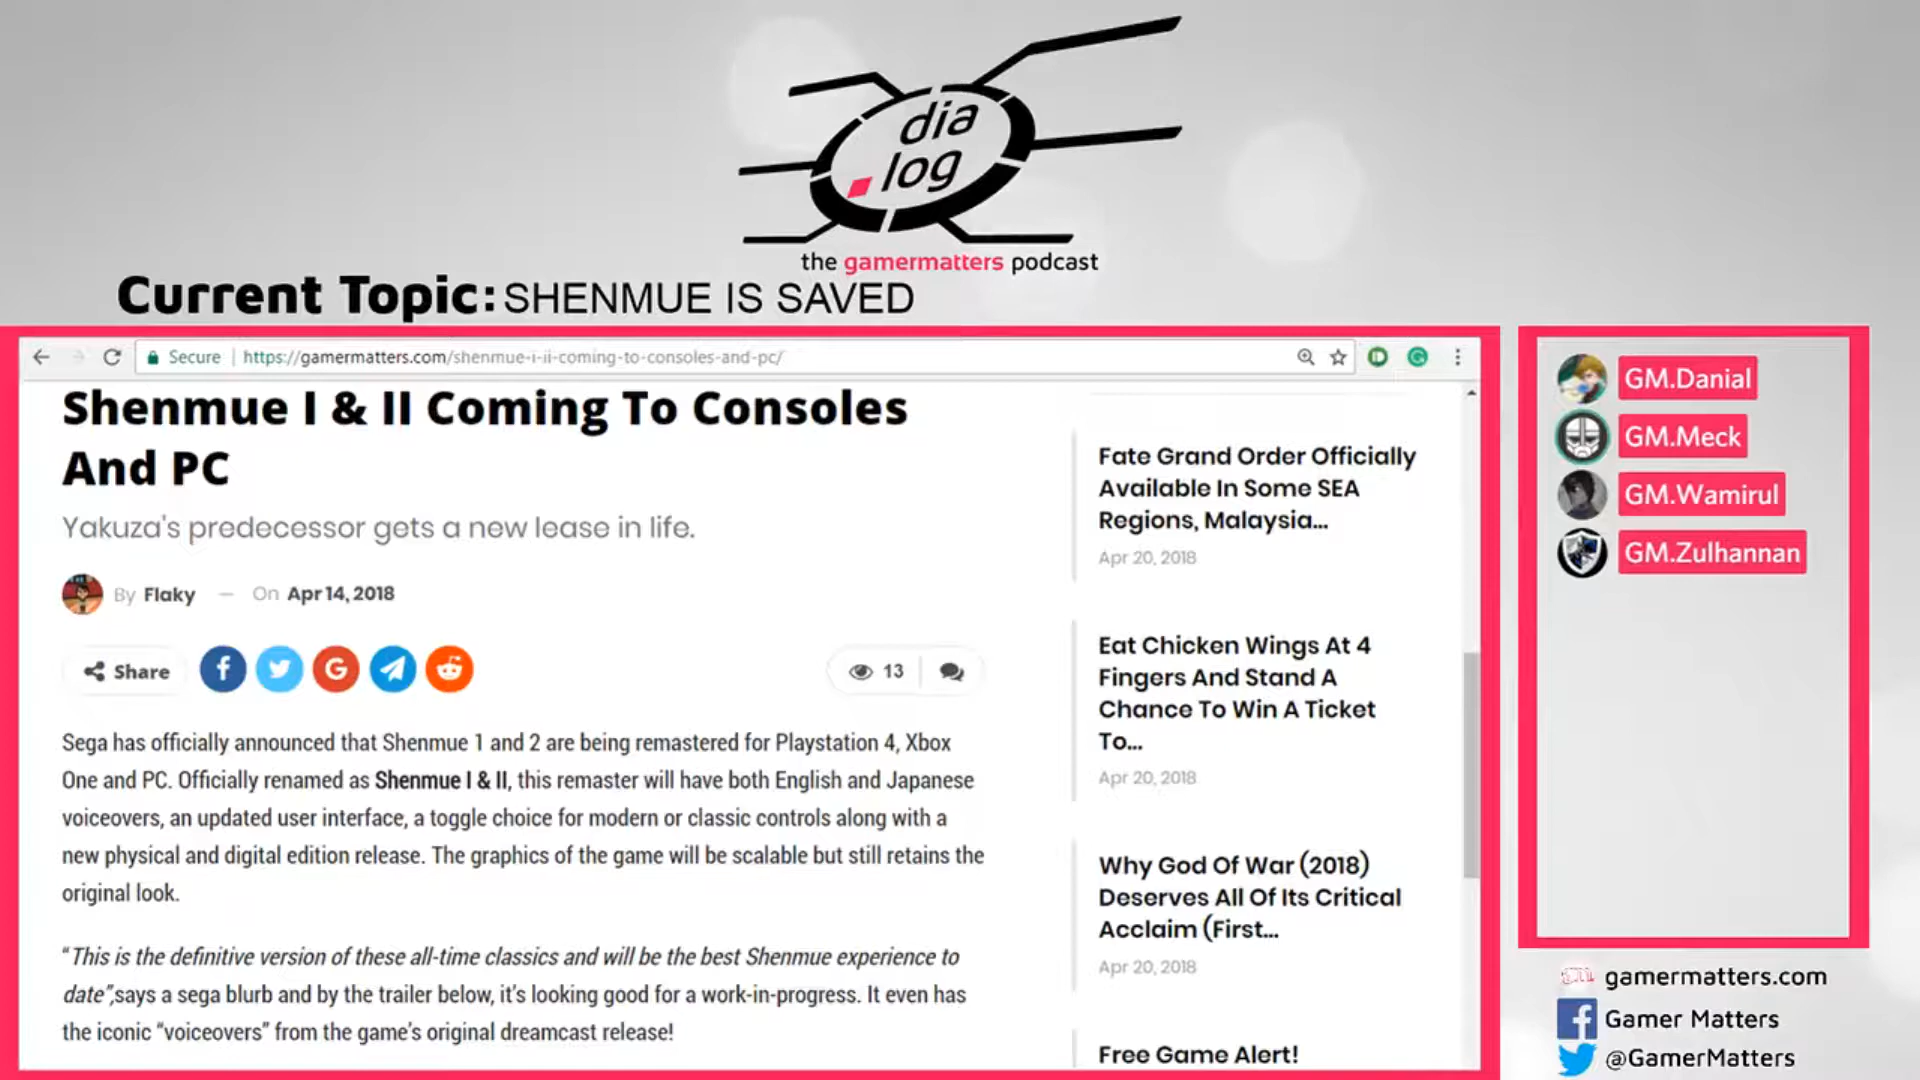 dia
.log
the gamermatters podcast
Current Topic: SHENMUE IS SAVED
Secure | https://gamermatters.com/shenmue-i-ii-coming-to-consoles-and-pc/
Shenmue I & II Coming To Consoles
And PC
Yakuza's predecessor gets a new lease in life.
By Flaky — On Apr 14, 2018
Share
13
Sega has officially announced that Shenmue 1 and 2 are being remastered for Playstation 4, Xbox
One and PC. Officially renamed as Shenmue I & II, this remaster will have both English and Japanese
voiceovers, an updated user interface, a toggle choice for modern or classic controls along with a
new physical and digital edition release. The graphics of the game will be scalable but still retains the
original look.
“This is the definitive version of these all-time classics and will be the best Shenmue experience to
date”,says a sega blurb and by the trailer below, it’s looking good for a work-in-progress. It even has
the iconic “voiceovers” from the game’s original dreamcast release!
Fate Grand Order Officially
Available In Some SEA
Regions, Malaysia...
Apr 20, 2018
Eat Chicken Wings At 4
Fingers And Stand A
Chance To Win A Ticket
To...
Apr 20, 2018
Why God Of War (2018)
Deserves All Of Its Critical
Acclaim (First...
Apr 20, 2018
Free Game Alert!
GM.Danial
GM.Meck
GM.Wamirul
GM.Zulhannan
gamermatters.com
Gamer Matters
@GamerMatters